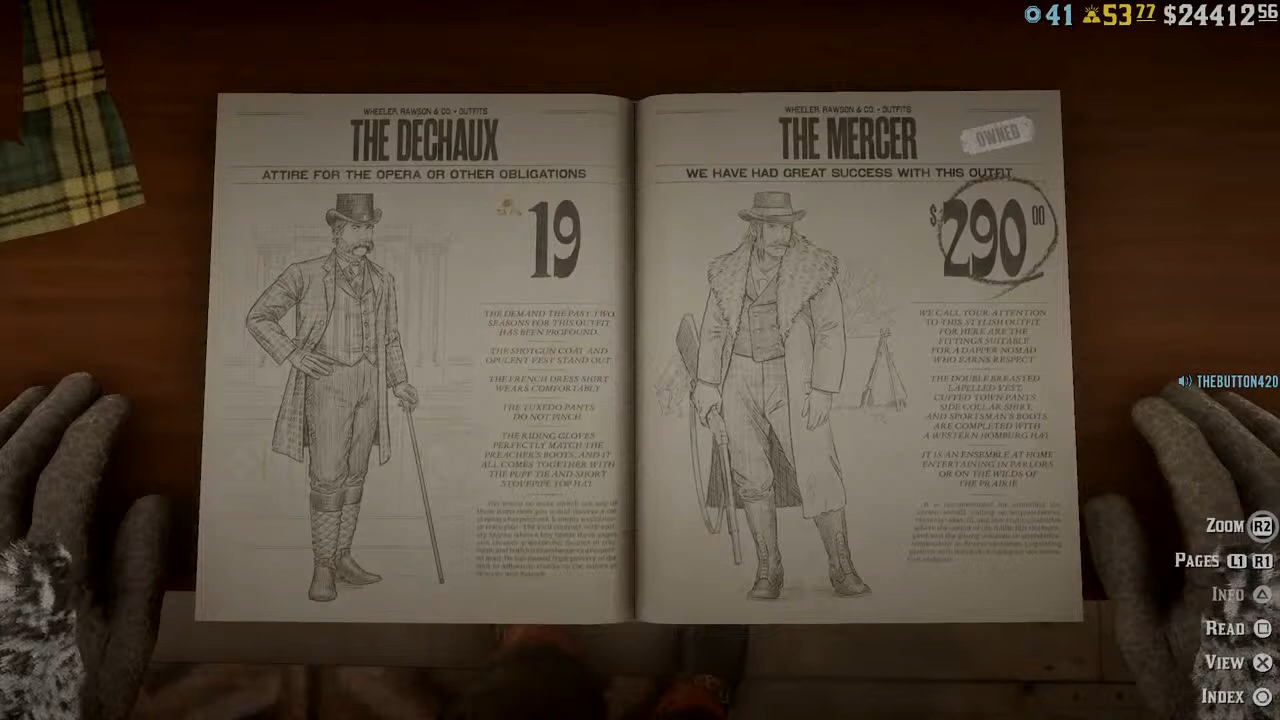 41 53 77 $24412 56
WHEELER, RAWSON & CO. • OUTFITS
THE DECHAUX
ATTIRE FOR THE OPERA OR OTHER OBLIGATIONS
19
THE DEMAND THE PAST TWO
SEASONS FOR THIS OUTFIT
HAS BEEN PROFOUND.
THE SHOTGUN COAT AND
OPULENT VEST STAND OUT.
THE FRENCH DRESS SHIRT
WEARS COMFORTABLY
THE TUXEDO PANTS
DO NOT PINCH.
THE RIDING GLOVES
PERFECTLY MATCH THE
PREACHER'S BOOTS, AND IT
ALL COMES TOGETHER WITH
THE PUFF TIE AND SHORT
STOVEPIPE TOP HAT.
WHEELER, RAWSON & CO. • OUTFITS
THE MERCER
OWNED
WE HAVE HAD GREAT SUCCESS WITH THIS OUTFIT
$290 00
WE CALL YOUR ATTENTION
TO THIS STYLISH OUTFIT
FOR HERE ARE THE
FITTINGS SUITABLE
FOR A DAPPER NOMAD
WHO EARNS RESPECT
THE DOUBLE BREASTED
LAPELLED VEST,
CUFFED TOWN PANTS,
SIDE COLLAR SHIRT,
AND SPORTSMAN'S BOOTS
ARE COMPLETED WITH
A WESTERN HOMBURG HAT.
IT IS AN ENSEMBLE AT HOME
ENTERTAINING IN PARLORS
OR ON THE WILDS OF
THE PRAIRIE
THEBUTTON420
ZOOM R2
PAGES L1 R1
INFO
READ
VIEW
INDEX